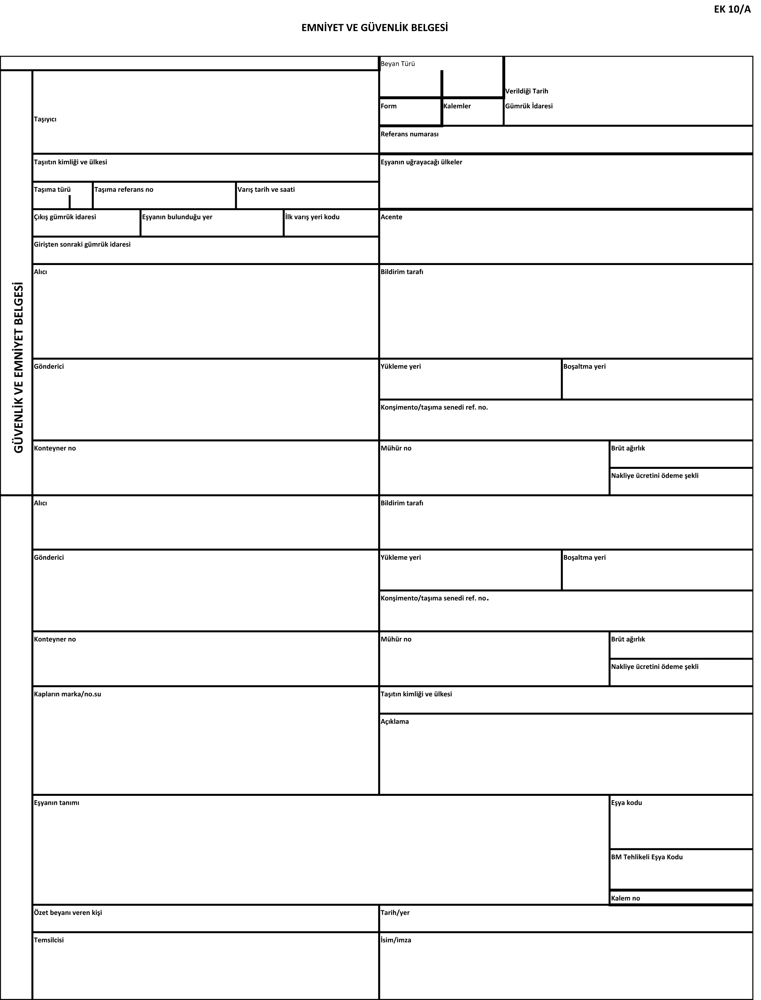 EK 10/A
EMNİYET VE GÜVENLİK BELGESİ
Beyan Türü
Verildiği Tarih
Form
Kalemler
Gümrük İdaresi
Taşıyıcı
Referans numarası
Taşııtın kimliği ve ülkesi
Eşyanın uğrayacağı ülkeler
Taşıma türü
Taşıma referans no
Varış tarih ve saati
Çıkış gümrük idaresi
Eşyanın bulunduğu yer
İlk varış yeri kodu
Acente
Girişten sonraki gümrük idaresi
GÜVENLİK VE EMNİYET BELGESİ
Alıcı
Bildirim tarafı
Gönderici
Yükleme yeri
Boşaltma yeri
Konşimento/taşıma senedi ref. no.
Konteyner no
Mühür no
Brüt ağırlık
Nakliye ücretini ödeme şekli
Alıcı
Bildirim tarafı
Gönderici
Yükleme yeri
Boşaltma yeri
Konşimento/taşıma senedi ref. no.
Konteyner no
Mühür no
Brüt ağırlık
Nakliye ücretini ödeme şekli
Kapların marka/no.su
Taşıtın kimliği ve ülkesi
Açıklama
Eşyanın tanımı
Eşya kodu
BM Tehlikeli Eşya Kodu
Kalem no
Özet beyanı veren kişi
Tarih/yer
Temsilcisi
İsim/imza